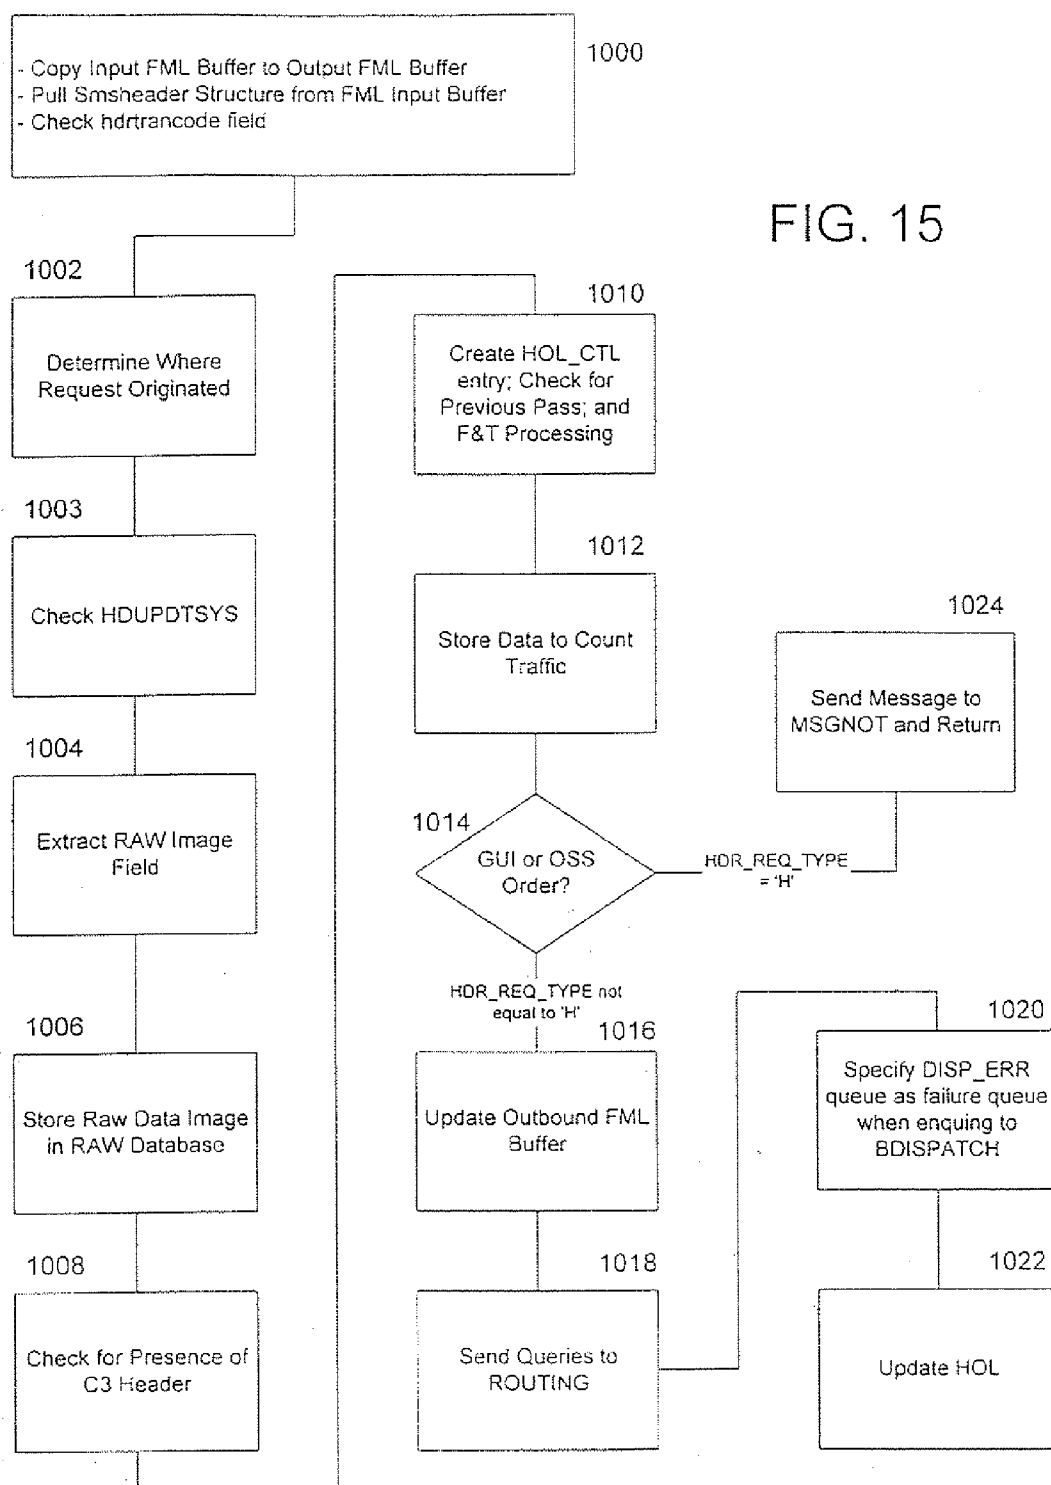 1000
- Copy Input FML Buffer to Output FML Buffer
- Pull Smsheader Structure from FML Input Buffer
- Check hdrtrancode field
FIG. 15
1002
Determine Where
Request Originated
1003
Check HDUPDTSYS
1004
Extract RAW Image
Field
1006
Store Raw Data Image
in RAW Database
1008
Check for Presence of
C3 Header
1010
Create HOL_CTL
entry; Check for
Previous Pass; and
F&T Processing
1012
Store Data to Count
Traffic
1014
GUI or OSS
Order?
HDR_REQ_TYPE
= 'H'
1024
Send Message to
MSGNOT and Return
HDR_REQ_TYPE not
equal to 'H'
1016
Update Outbound FML
Buffer
1018
Send Queries to
ROUTING
1020
Specify DISP_ERR
queue as failure queue
when enquing to
BDISPATCH
1022
Update HOL